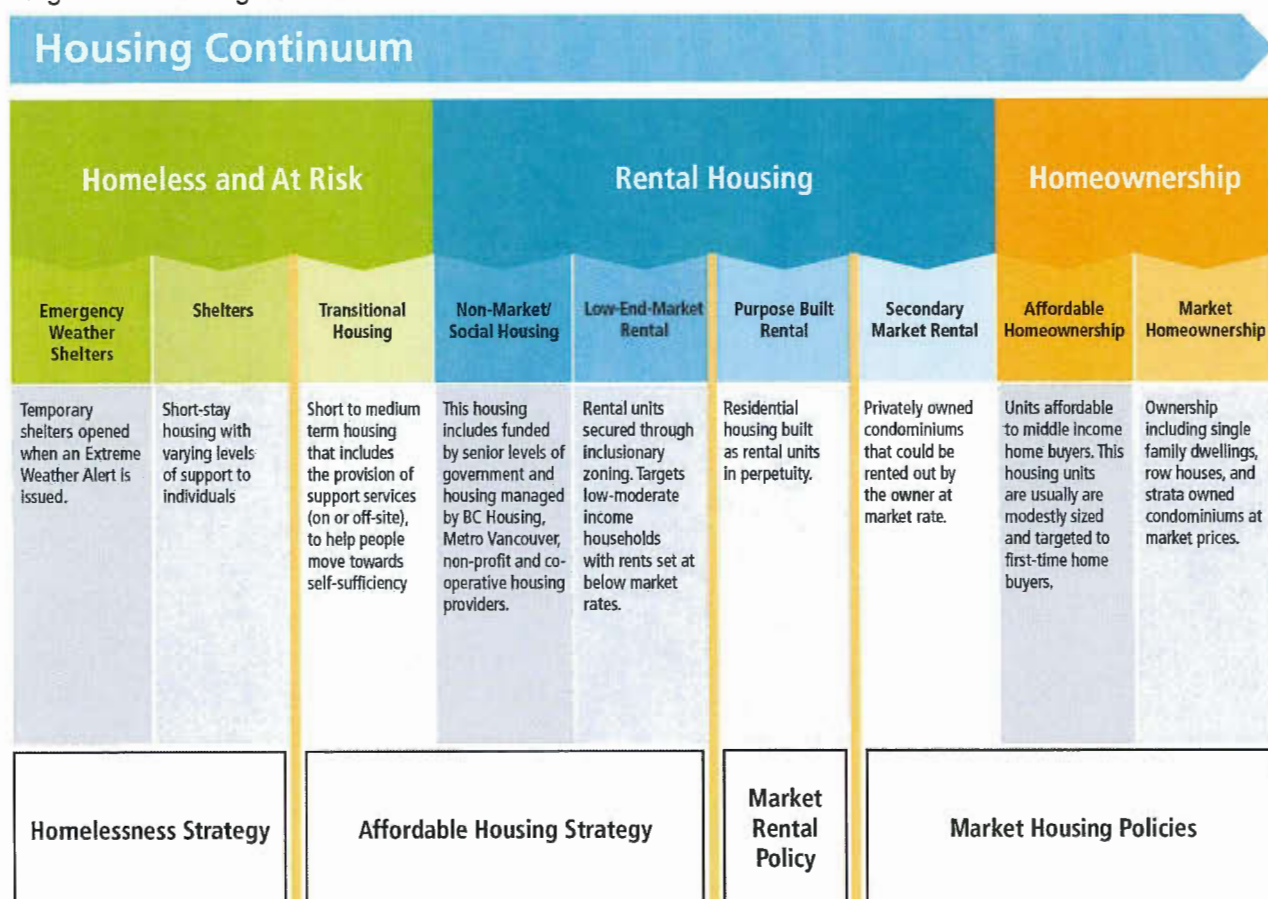 Housing Continuum
Homeless and At Risk
Rental Housing
Homeownership
Emergency
Weather
Shelters
Shelters
Transitional
Housing
Non-Market/
Social Housing
Low-End-Market
Rental
Purpose Built
Rental
Secondary
Market Rental
Affordable
Homeownership
Market
Homeownership
Temporary
shelters opened
when an Extreme
Weather Alert is
issued.
Short-stay
housing with
varying levels
of support to
individuals
Short to medium
term housing
that includes
the provision of
support services
(on or off-site),
to help people
move towards
self-sufficiency
This housing
includes funded
by senior levels of
government and
housing managed
by BC Housing,
Metro Vancouver,
non-profit and co-
operative housing
providers.
Rental units
secured through
inclusionary
zoning. Targets
low-moderate
income
households
with rents set at
below market
rates.
Residential
housing built
as rental units
in perpetuity.
Privately owned
condominiums
that could be
rented out by
the owner at
market rate.
Units affordable
to middle income
home buyers. This
housing units
are usually are
modestly sized
and targeted to
first-time home
buyers,
Ownership
including single
family dwellings,
row houses, and
strata owned
condominiums at
market prices.
Homelessness Strategy
Affordable Housing Strategy
Market
Rental
Policy
Market Housing Policies